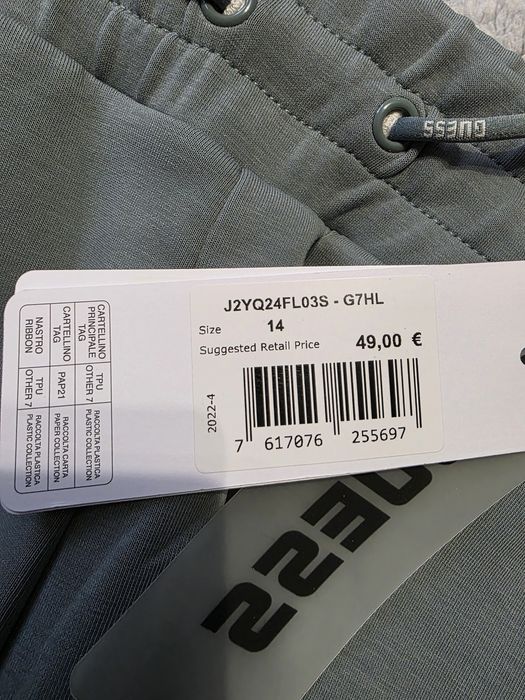 GUESS
J2YQ24FL03S - G7HL
Size 14
Suggested Retail Price 49,00 €
2022-4
7 617076 255697
CARTELLINO PRINCIPALE TAG
TPU OTHER 7
RACCOLTA PLASTICA PLASTIC COLLECTION
CARTELLINO TAG
PAP21
RACCOLTA CARTA PAPER COLLECTION
NASTRO RIBBON
TPU OTHER 7
RACCOLTA PLASTICA PLASTIC COLLECTION
GUESS